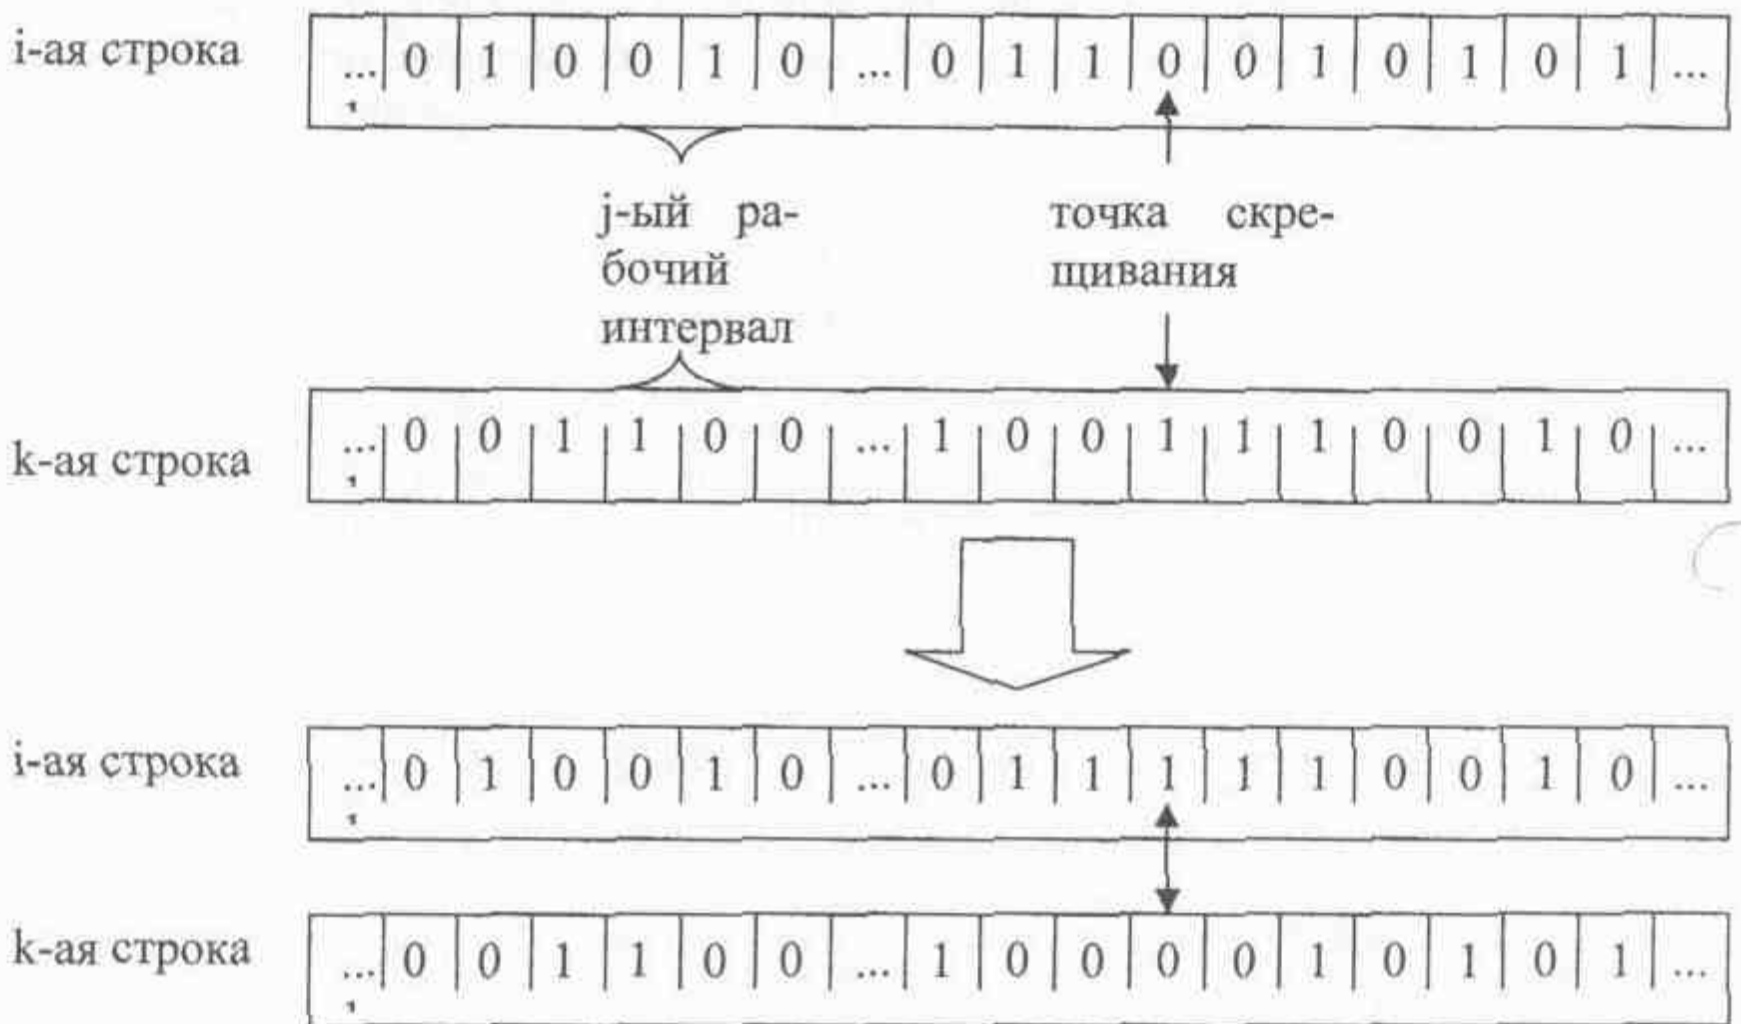 i-ая строка ... 0 1 0 0 1 0 ... 0 1 1 0 0 1 0 1 0 1 ...
j-ый ра-
бочий
интервал
точка скре-
щивания
k-ая строка ... 0 0 1 1 0 0 ... 1 0 0 1 1 1 0 0 1 0 ...
i-ая строка ... 0 1 0 0 1 0 ... 0 1 1 1 1 1 0 0 1 0 ...
k-ая строка ... 0 0 1 1 0 0 ... 1 0 0 0 0 1 0 1 0 1 ...